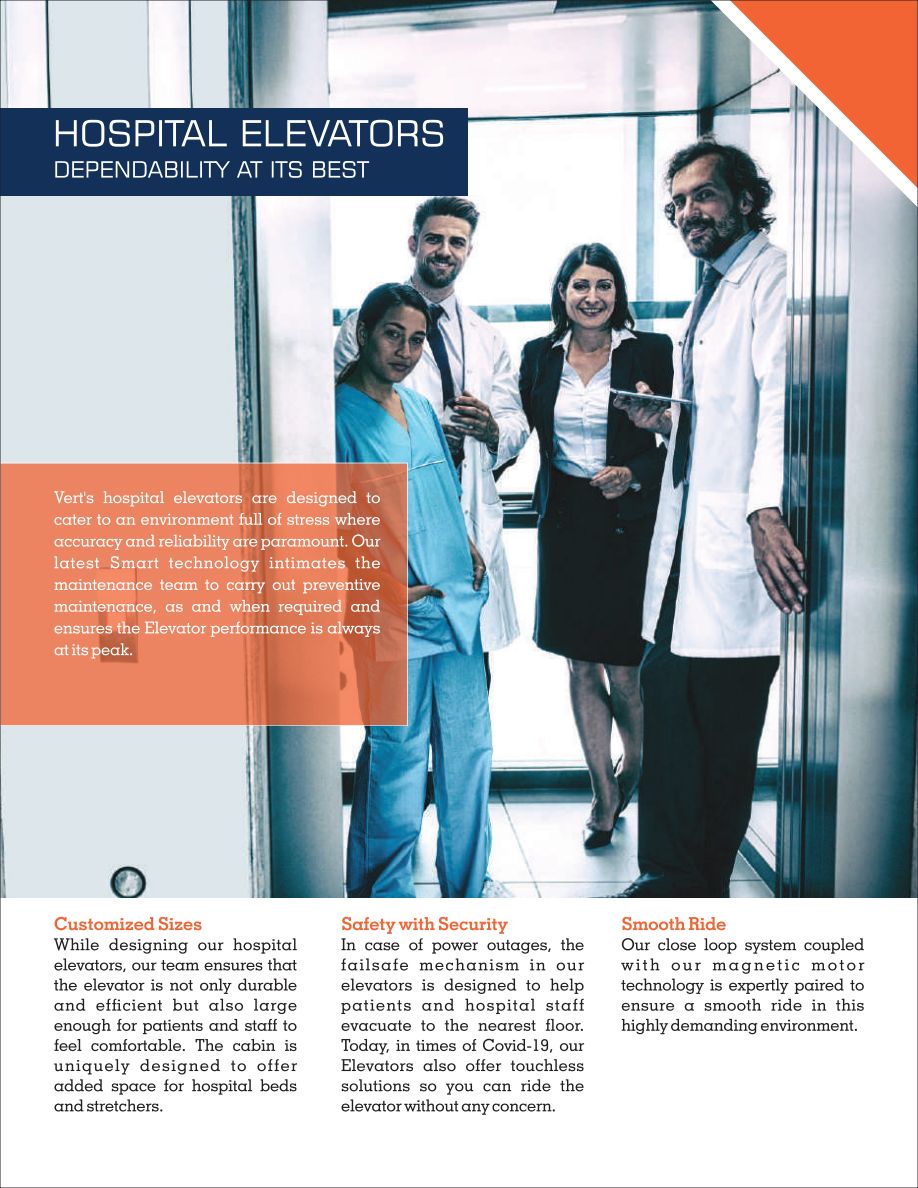 HOSPITAL ELEVATORS
DEPENDABILITY AT ITS BEST
Vert's hospital elevators are designed to
cater to an environment full of stress where
accuracy and reliability are paramount. Our
latest Smart technology intimates the
maintenance team to carry out preventive
maintenance, as and when required and
ensures the Elevator performance is always
at its peak.
Customized Sizes
While designing our hospital
elevators, our team ensures that
the elevator is not only durable
and efficient but also large
enough for patients and staff to
feel comfortable. The cabin is
uniquely designed to offer
added space for hospital beds
and stretchers.
Safety with Security
In case of power outages, the
failsafe mechanism in our
elevators is designed to help
patients and hospital staff
evacuate to the nearest floor.
Today, in times of Covid-19, our
Elevators also offer touchless
solutions so you can ride the
elevator without any concern.
Smooth Ride
Our close loop system coupled
with our magnetic motor
technology is expertly paired to
ensure a smooth ride in this
highly demanding environment.